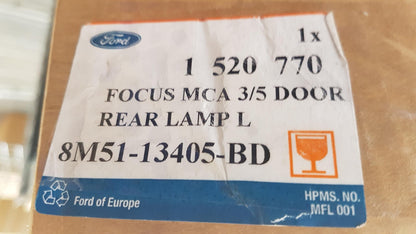 Ford
1x
1 520 770
FOCUS MCA 3/5 DOOR
REAR LAMP L
8M51-13405-BD
Ford of Europe
HPMS. NO.
MFL 001